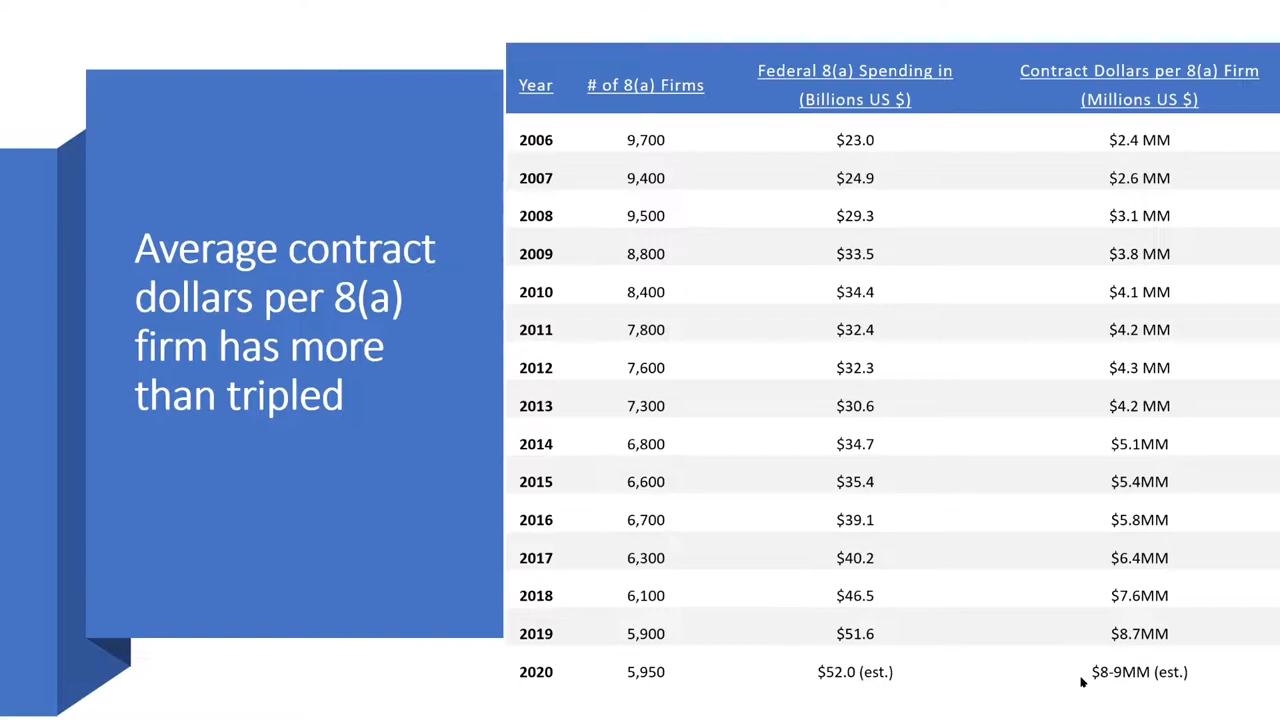 Average contract
dollars per 8(a)
firm has more
than tripled
Year # of 8(a) Firms Federal 8(a) Spending in (Billions US $) Contract Dollars per 8(a) Firm (Millions US $)
2006 9,700 $23.0 $2.4 MM
2007 9,400 $24.9 $2.6 MM
2008 9,500 $29.3 $3.1 MM
2009 8,800 $33.5 $3.8 MM
2010 8,400 $34.4 $4.1 MM
2011 7,800 $32.4 $4.2 MM
2012 7,600 $32.3 $4.3 MM
2013 7,300 $30.6 $4.2 MM
2014 6,800 $34.7 $5.1MM
2015 6,600 $35.4 $5.4MM
2016 6,700 $39.1 $5.8MM
2017 6,300 $40.2 $6.4MM
2018 6,100 $46.5 $7.6MM
2019 5,900 $51.6 $8.7MM
2020 5,950 $52.0 (est.) $8-9MM (est.)